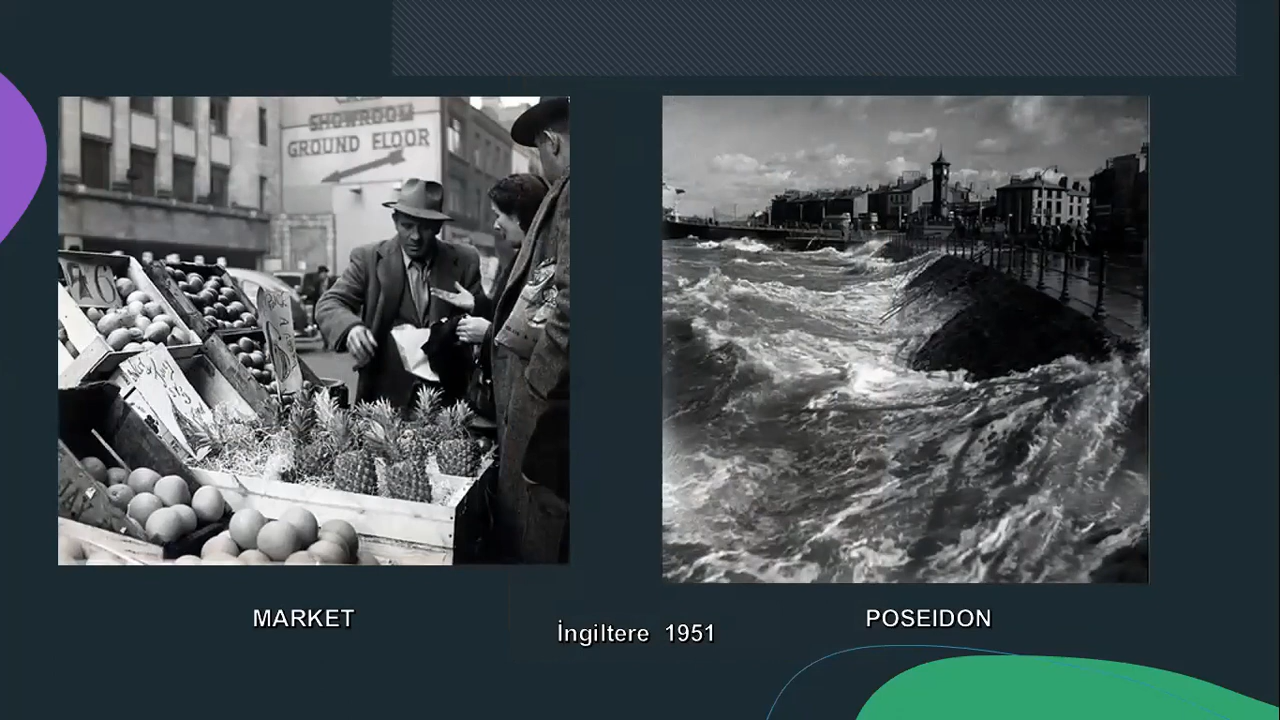 SHOWROOM
GROUND FLOOR
MARKET
POSEIDON
İngiltere 1951